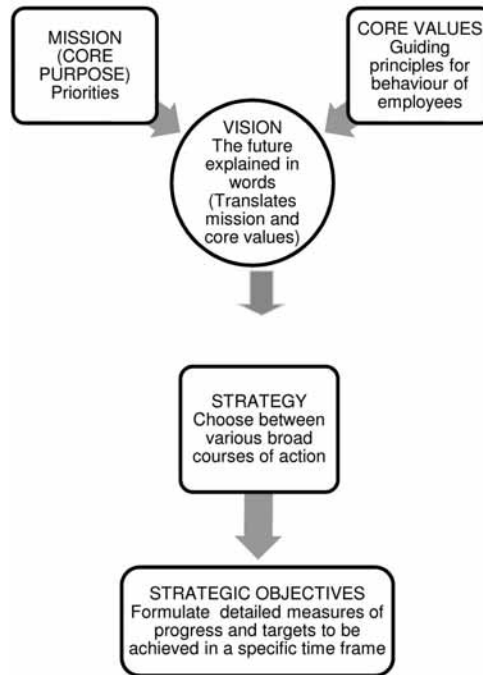 MISSION
(CORE
PURPOSE)
Priorities
CORE VALUES
Guiding
principles for
behaviour of
employees
VISION
The future
explained in
words
(Translates
mission and
core values)
STRATEGY
Choose between
various broad
courses of action
STRATEGIC OBJECTIVES
Formulate detailed measures of
progress and targets to be
achieved in a specific time frame